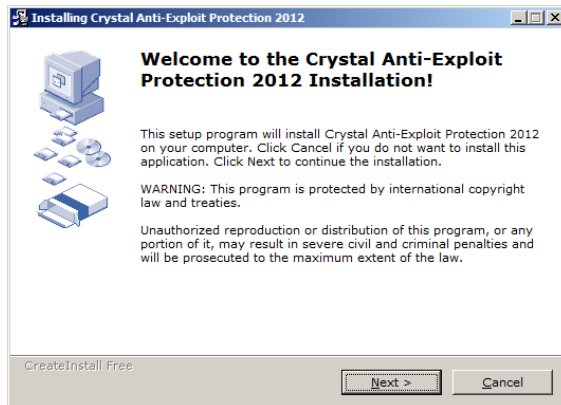 Installing Crystal Anti-Exploit Protection 2012
Welcome to the Crystal Anti-Exploit
Protection 2012 Installation!
This setup program will install Crystal Anti-Exploit Protection 2012
on your computer. Click Cancel if you do not want to install this
application. Click Next to continue the installation.
WARNING: This program is protected by international copyright
law and treaties.
Unauthorized reproduction or distribution of this program, or any
portion of it, may result in severe civil and criminal penalties and
will be prosecuted to the maximum extent of the law.
CreateInstall Free
Next >
Cancel